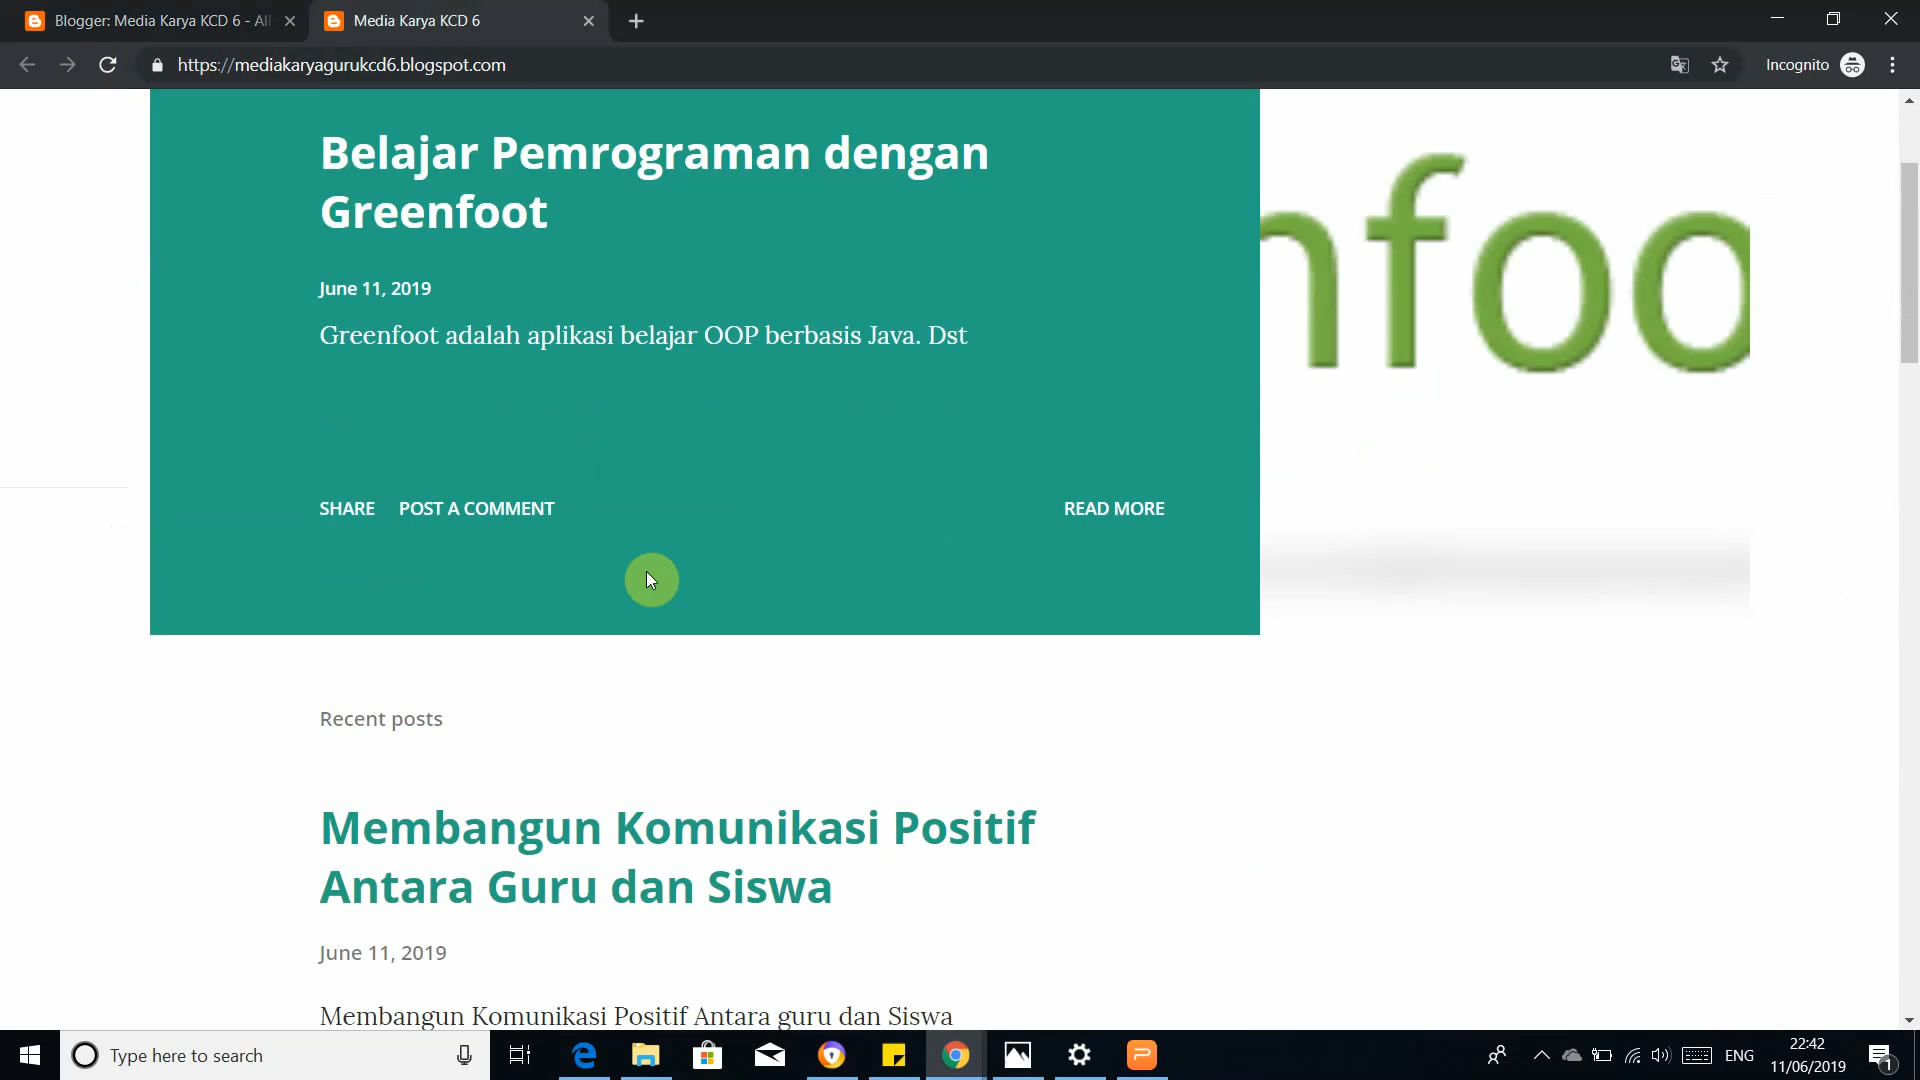 Blogger: Media Karya KCD 6 - All
Media Karya KCD 6
https://mediakaryagurukcd6.blogspot.com
Incognito
Belajar Pemrograman dengan
Greenfoot
nfoo
June 11, 2019
Greenfoot adalah aplikasi belajar OOP berbasis Java. Dst
SHARE POST A COMMENT READ MORE
Recent posts
Membangun Komunikasi Positif
Antara Guru dan Siswa
June 11, 2019
Membangun Komunikasi Positif Antara guru dan Siswa
Type here to search
ENG
22:42
11/06/2019
1